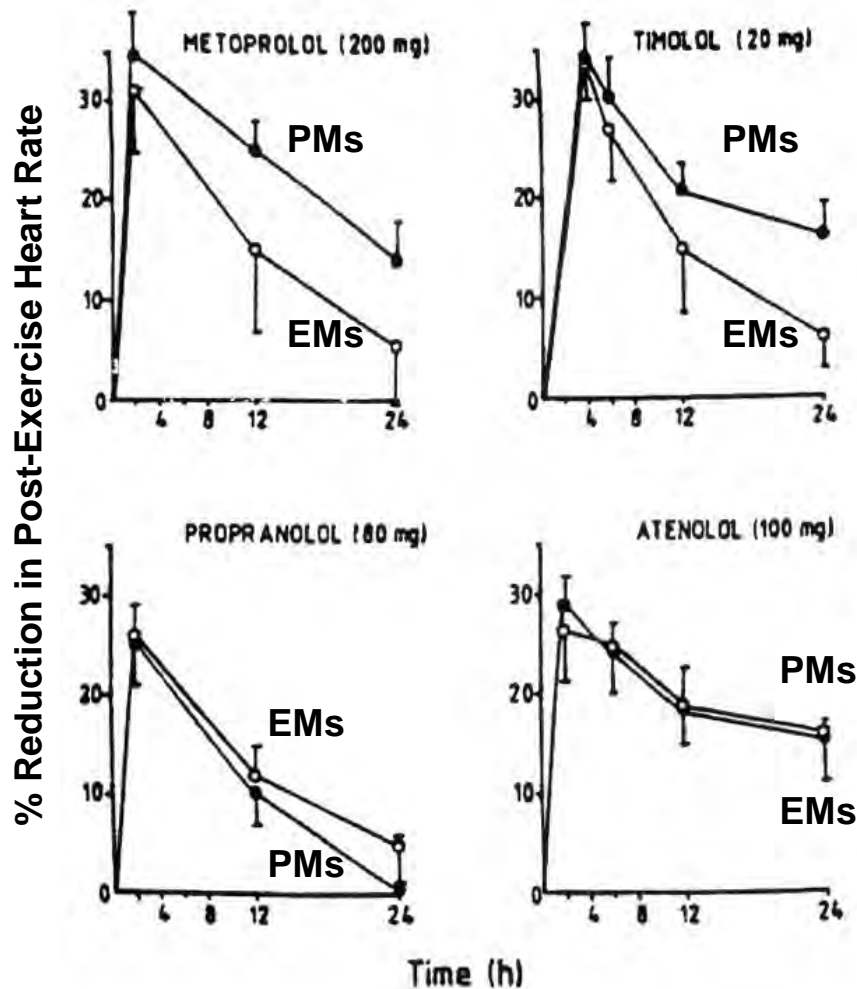 % Reduction in Post-Exercise Heart Rate
METOPROLOL (200 mg)
30
20
10
0
PMs
EMs
4 8 12 24
TIMOLOL (20 mg)
30
20
10
0
PMs
EMs
4 8 12 24
PROPRANOLOL (80 mg)
30
20
10
0
EMs
PMs
4 8 12 24
ATENOLOL (100 mg)
30
20
10
0
PMs
EMs
4 8 12 24
Time (h)